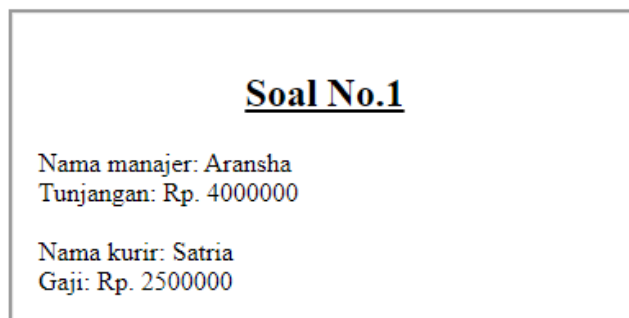 Soal No.1
Nama manajer: Aransha
Tunjangan: Rp. 4000000
Nama kurir: Satria
Gaji: Rp. 2500000